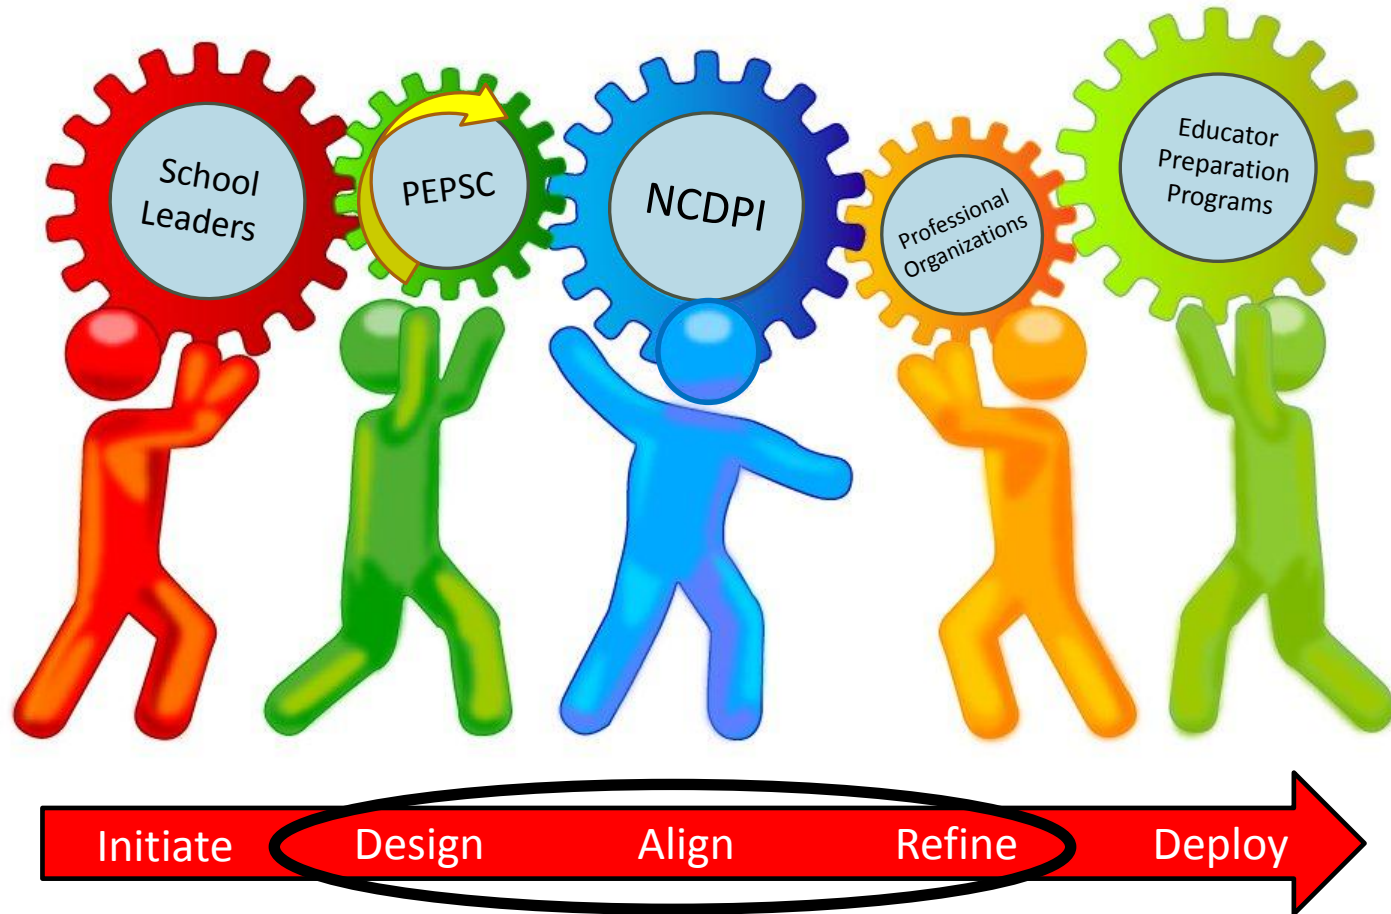 School
Leaders
PEPSC
NCDPI
Professional
Organizations
Educator
Preparation
Programs
Initiate
Design
Align
Refine
Deploy